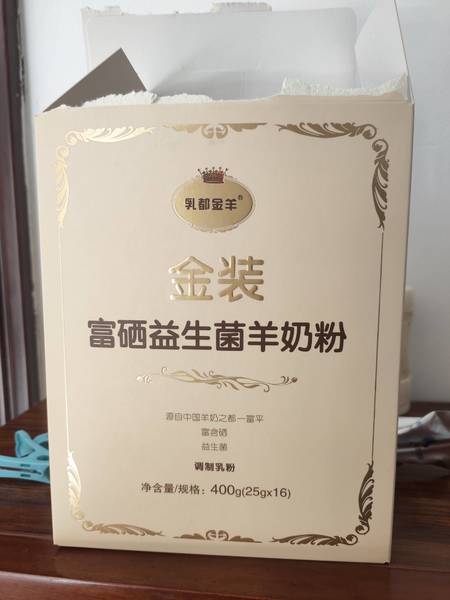 乳都金羊®
金装
富硒益生菌羊奶粉
源自中国羊奶之都一富平
富含硒
益生菌
调制乳粉
净含量/规格：400g(25gx16)